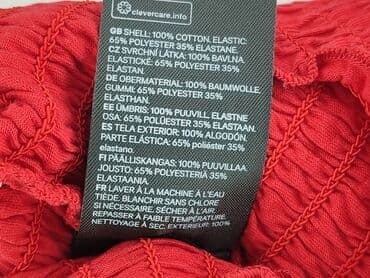 clevercare.info
GB SHELL: 100% COTTON. ELASTIC:
65% POLYESTER 35% ELASTANE.
CZ SVRCHNÍ LÁTKA: 100% BAVLNA.
ELASTICKÉ: 65% POLYESTER 35%
ELASTAN.
DE OBERMATERIAL: 100% BAUMWOLLE.
GUMMI: 65% POLYESTER 35%
ELASTHAN.
EE ÜMBRIS: 100% PUUVILL. ELASTNE
OSA: 65% POLÜESTER 35% ELASTAAN.
ES TELA EXTERIOR: 100% ALGODÓN.
PARTE ELÁSTICA: 65% poliéster 35%
elastano.
FI PÄÄLLISKANGAS: 100% PUUVILLAA.
JOUSTO: 65% POLYESTERIÄ 35%
ELASTAANIA.
FR LAVER À LA MACHINE À L'EAU
TIÈDE. BLANCHIR SANS CHLORE
SI NÉCESSAIRE. SÉCHER À L'AIR.
REPASSER À FAIBLE TEMPÉRATURE.
NETTOYAGE À SEC. EXTERIEUR: 100%